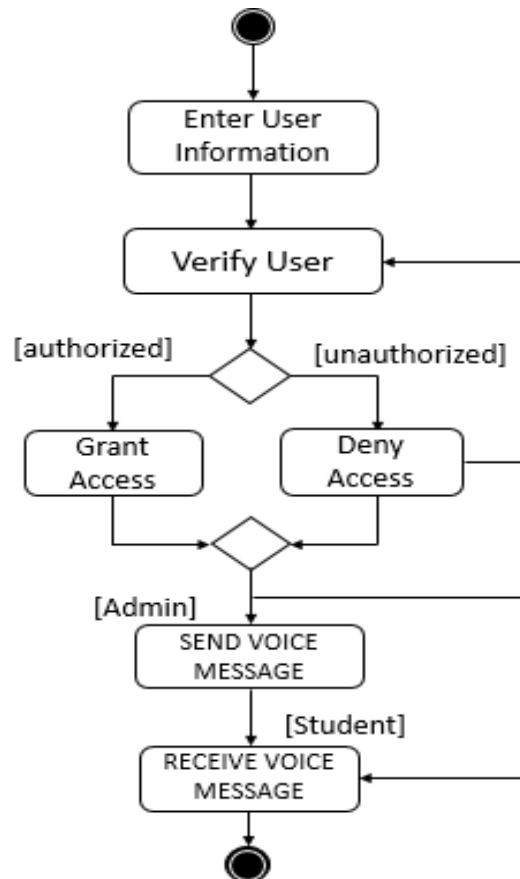 Enter User
Information
Verify User
[authorized]
[unauthorized]
Grant
Access
Deny
Access
[Admin]
SEND VOICE
MESSAGE
[Student]
RECEIVE VOICE
MESSAGE